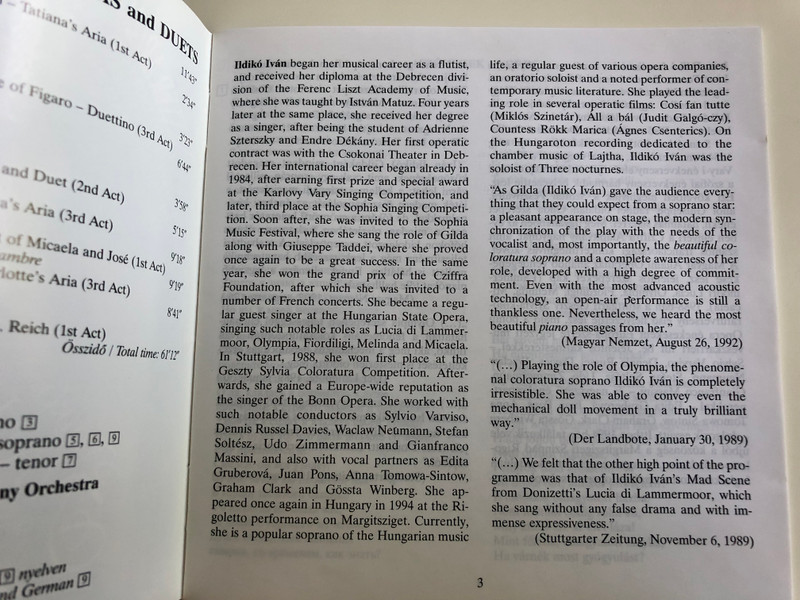 S and DUETS
– Tatiana's Aria (1st Act)
11'43"
2'34"
e of Figaro – Duettino (3rd Act)
3'23"
6'44"
and Duet (2nd Act)
3'58"
a's Aria (3rd Act)
5'15"
of Micaela and José (1st Act)
9'18"
ambre
lotte's Aria (3rd Act)
9'19"
8'41"
. Reich (1st Act)
Összidő / Total time: 61'12"
no 3
soprano 5, 6, 9
– tenor 7
ny Orchestra
9 nyelven
nd German 9
Ildikó Iván began her musical career as a flutist,
and received her diploma at the Debrecen divi-
sion of the Ferenc Liszt Academy of Music,
where she was taught by István Matuz. Four years
later at the same place, she received her degree
as a singer, after being the student of Adrienne
Szterszky and Endre Dékány. Her first operatic
contract was with the Csokonai Theater in Deb-
recen. Her international career began already in
1984, after earning first prize and special award
at the Karlovy Vary Singing Competition, and
later, third place at the Sophia Singing Competi-
tion. Soon after, she was invited to the Sophia
Music Festival, where she sang the role of Gilda
along with Giuseppe Taddei, where she proved
once again to be a great success. In the same
year, she won the grand prix of the Cziffra
Foundation, after which she was invited to a
number of French concerts. She became a regu-
lar guest singer at the Hungarian State Opera,
singing such notable roles as Lucia di Lammer-
moor, Olympia, Fiordiligi, Melinda and Micaela.
In Stuttgart, 1988, she won first place at the
Geszty Sylvia Coloratura Competition. After-
wards, she gained a Europe-wide reputation as
the singer of the Bonn Opera. She worked with
such notable conductors as Sylvio Varviso,
Dennis Russel Davies, Waclaw Neumann, Stefan
Soltész, Udo Zimmermann and Gianfranco
Massini, and also with vocal partners as Edita
Gruberová, Juan Pons, Anna Tomowa-Sintow,
Graham Clark and Gössta Winberg. She ap-
peared once again in Hungary in 1994 at the Ri-
goletto performance on Margitsziget. Currently,
she is a popular soprano of the Hungarian music
life, a regular guest of various opera companies,
an oratorio soloist and a noted performer of con-
temporary music literature. She played the lead-
ing role in several operatic films: Cosí fan tutte
(Miklós Szinetár), Áll a bál (Judit Galgó-czy),
Countess Rökk Marica (Ágnes Csenterics). On
the Hungaroton recording dedicated to the
chamber music of Lajtha, Ildikó Iván was the
soloist of Three nocturnes.
"As Gilda (Ildikó Iván) gave the audience every-
thing that they could expect from a soprano star:
a pleasant appearance on stage, the modern syn-
chronization of the play with the needs of the
vocalist and, most importantly, the beautiful co-
loratura soprano and a complete awareness of her
role, developed with a high degree of commit-
ment. Even with the most advanced acoustic
technology, an open-air performance is still a
thankless one. Nevertheless, we heard the most
beautiful piano passages from her."
(Magyar Nemzet, August 26, 1992)
"(…) Playing the role of Olympia, the phenome-
nal coloratura soprano Ildikó Iván is completely
irresistible. She was able to convey even the
mechanical doll movement in a truly brilliant
way."
(Der Landbote, January 30, 1989)
"(…) We felt that the other high point of the pro-
gramme was that of Ildikó Iván's Mad Scene
from Donizetti's Lucia di Lammermoor, which
she sang without any false drama and with im-
mense expressiveness."
(Stuttgarter Zeitung, November 6, 1989)
3